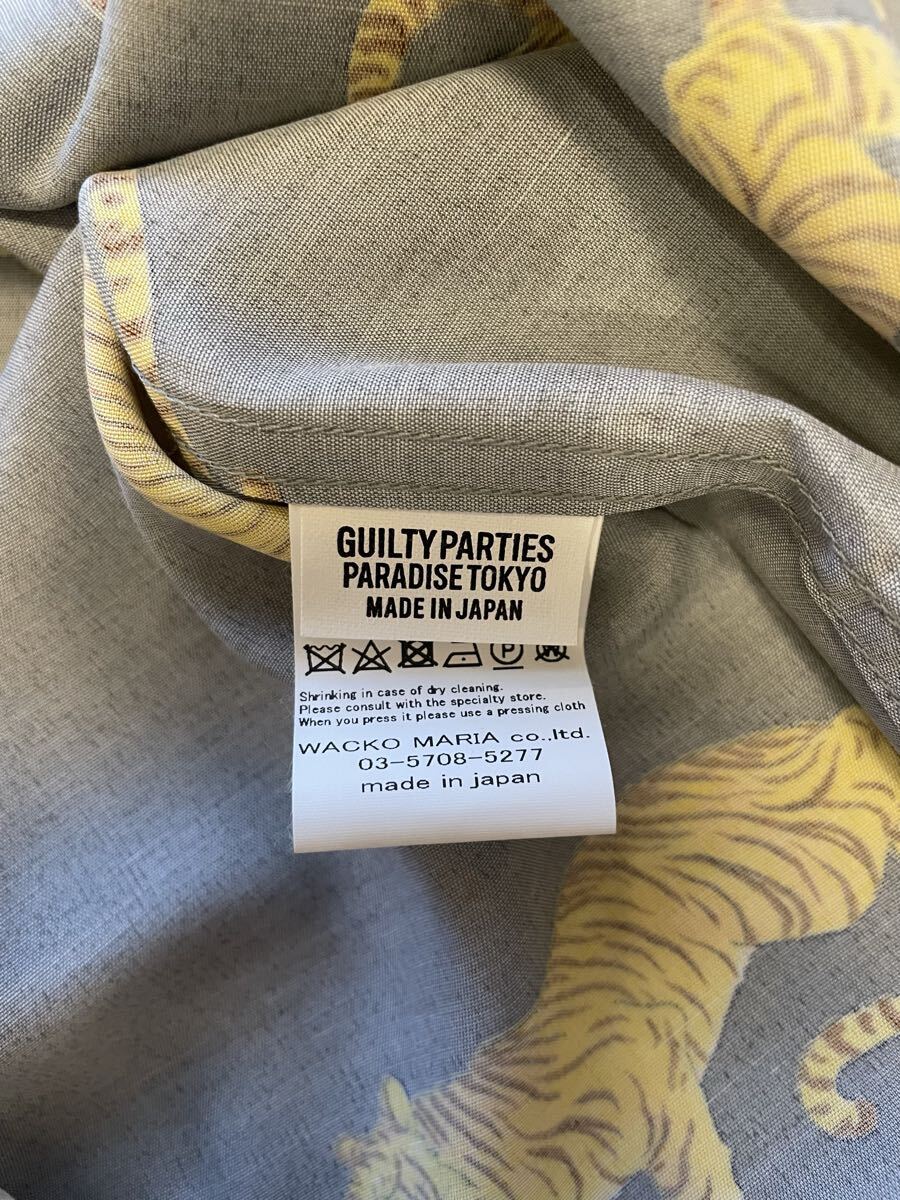 GUILTY PARTIES
PARADISE TOKYO
MADE IN JAPAN
P W
Shrinking in case of dry cleaning.
Please consult with the specialty store.
When you press it please use a pressing cloth
WACKO MARIA co.,ltd.
03-5708-5277
made in japan